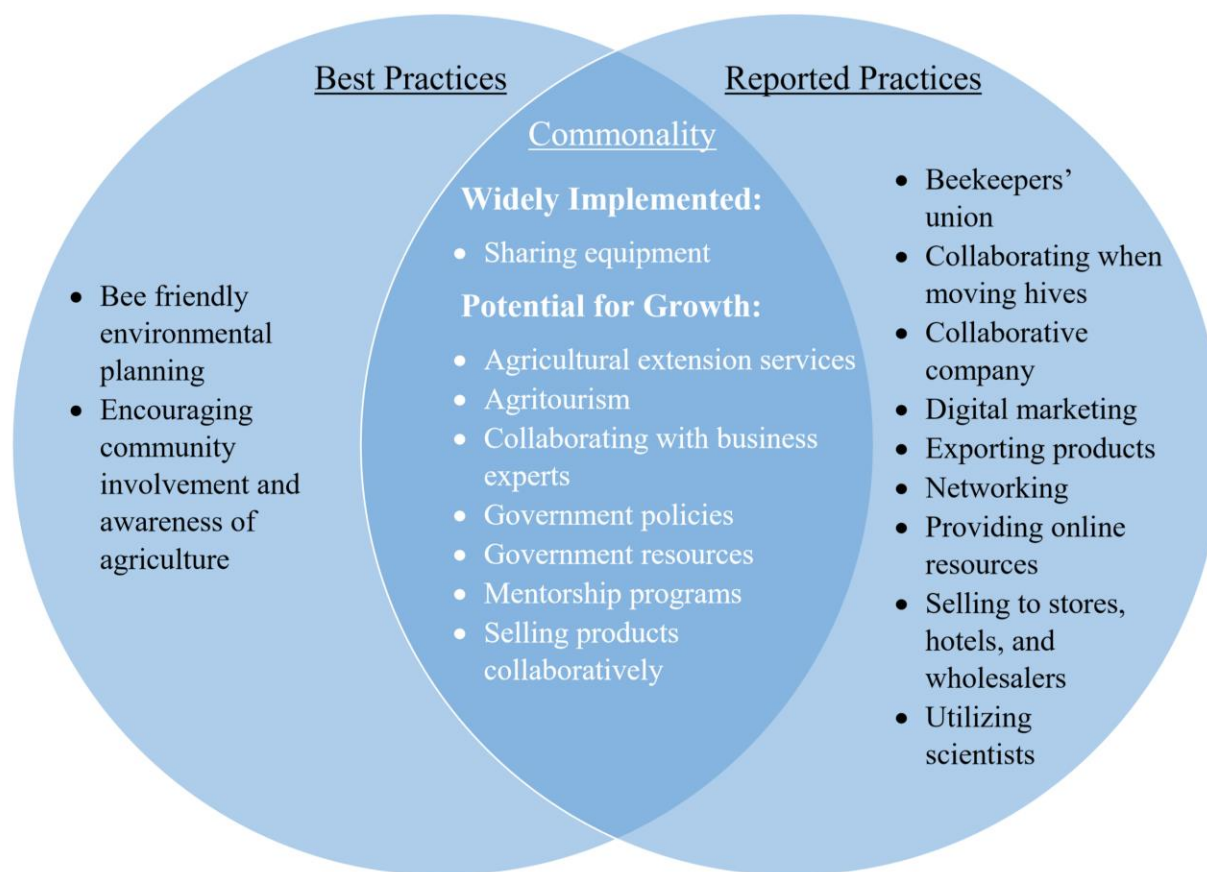 Best Practices
• Bee friendly
environmental
planning
• Encouraging
community
involvement and
awareness of
agriculture
Commonality
Widely Implemented:
• Sharing equipment
Potential for Growth:
• Agricultural extension services
• Agritourism
• Collaborating with business
experts
• Government policies
• Government resources
• Mentorship programs
• Selling products
collaboratively
Reported Practices
• Beekeepers’
union
• Collaborating when
moving hives
• Collaborative
company
• Digital marketing
• Exporting products
• Networking
• Providing online
resources
• Selling to stores,
hotels, and
wholesalers
• Utilizing
scientists